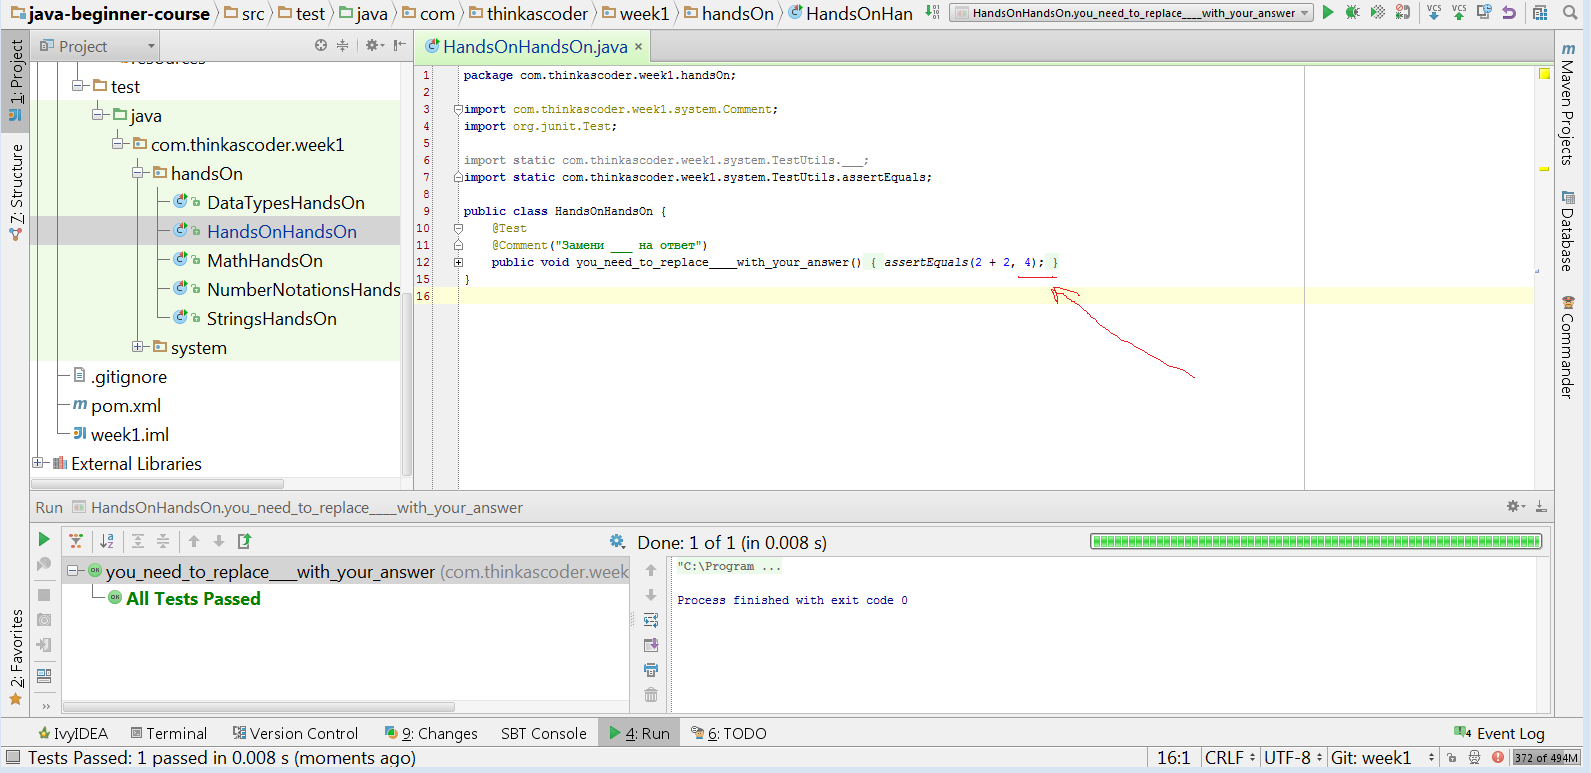 java-beginner-course src test java com thinkascoder week1 handsOn HandsOnHan HandsOnHandsOn.you_need_to_replace____with_your_answer VCS VCS
1: Project
7: Structure
2: Favorites
Project
resources
test
java
com.thinkascoder.week1
handsOn
DataTypesHandsOn
HandsOnHandsOn
MathHandsOn
NumberNotationsHands
StringsHandsOn
system
.gitignore
pom.xml
week1.iml
External Libraries
HandsOnHandsOn.java
1 package com.thinkascoder.week1.handsOn;
2
3 import com.thinkascoder.week1.system.Comment;
4 import org.junit.Test;
5
6 import static com.thinkascoder.week1.system.TestUtils.___;
7 import static com.thinkascoder.week1.system.TestUtils.assertEquals;
8
9 public class HandsOnHandsOn {
10 @Test
11 @Comment("Замени ___ на ответ")
12 public void you_need_to_replace____with_your_answer() { assertEquals(2 + 2, 4); }
15 }
16
Maven Projects
Database
Commander
Run HandsOnHandsOn.you_need_to_replace____with_your_answer
Done: 1 of 1 (in 0.008 s)
you_need_to_replace____with_your_answer (com.thinkascoder.week
All Tests Passed
"C:\Program ...
Process finished with exit code 0
IvyIDEA Terminal Version Control 9: Changes SBT Console 4: Run 6: TODO 4 Event Log
Tests Passed: 1 passed in 0.008 s (moments ago) 16:1 CRLF UTF-8 Git: week1 372 of 494M